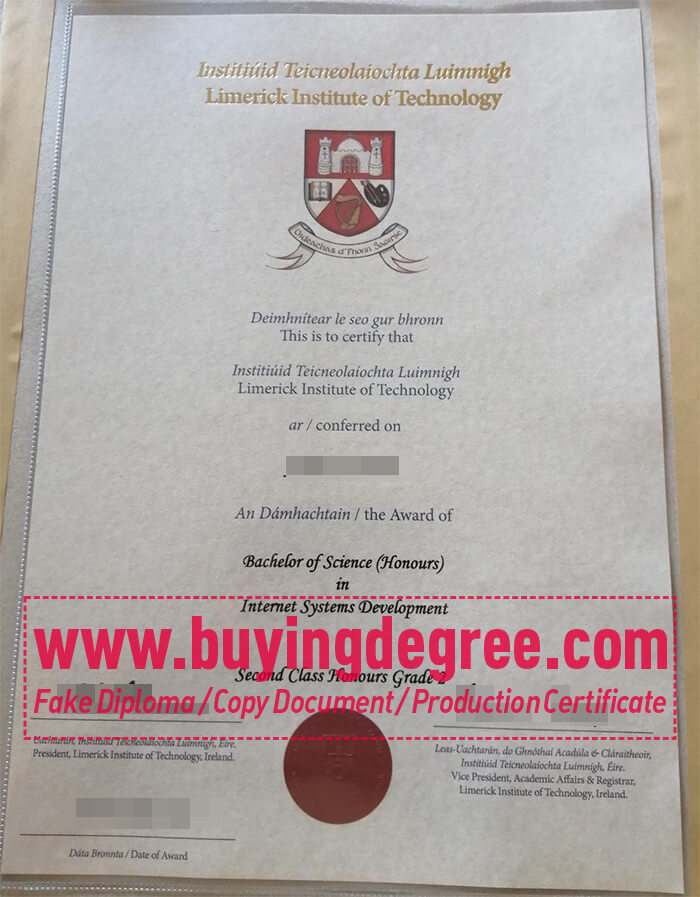 Institiúid Teicneolaíochta Luimnigh
Limerick Institute of Technology
Oideachas d'Fhonn Saoirse
Deimhnítear le seo gur bhronn
This is to certify that
Institiúid Teicneolaíochta Luimnigh
Limerick Institute of Technology
ar / conferred on
An Dámhachtain / the Award of
Bachelor of Science (Honours)
in
Internet Systems Development
www.buyingdegree.com
Second Class Honours Grade 2
Fake Diploma / Copy Document / Production Certificate
Uachtarán, Institiúid Teicneolaíochta Luimnigh, Éire.
President, Limerick Institute of Technology, Ireland.
Leas-Uachtarán, do Ghnóthaí Acadúla & Cláraitheoir,
Institiúid Teicneolaíochta Luimnigh, Éire.
Vice President, Academic Affairs & Registrar,
Limerick Institute of Technology, Ireland.
Dáta Bronnta / Date of Award